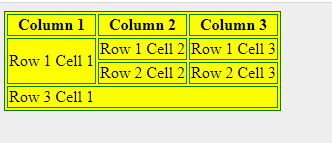 Column 1 Column 2 Column 3
Row 1 Cell 1 Row 1 Cell 2 Row 1 Cell 3
Row 2 Cell 2 Row 2 Cell 3
Row 3 Cell 1